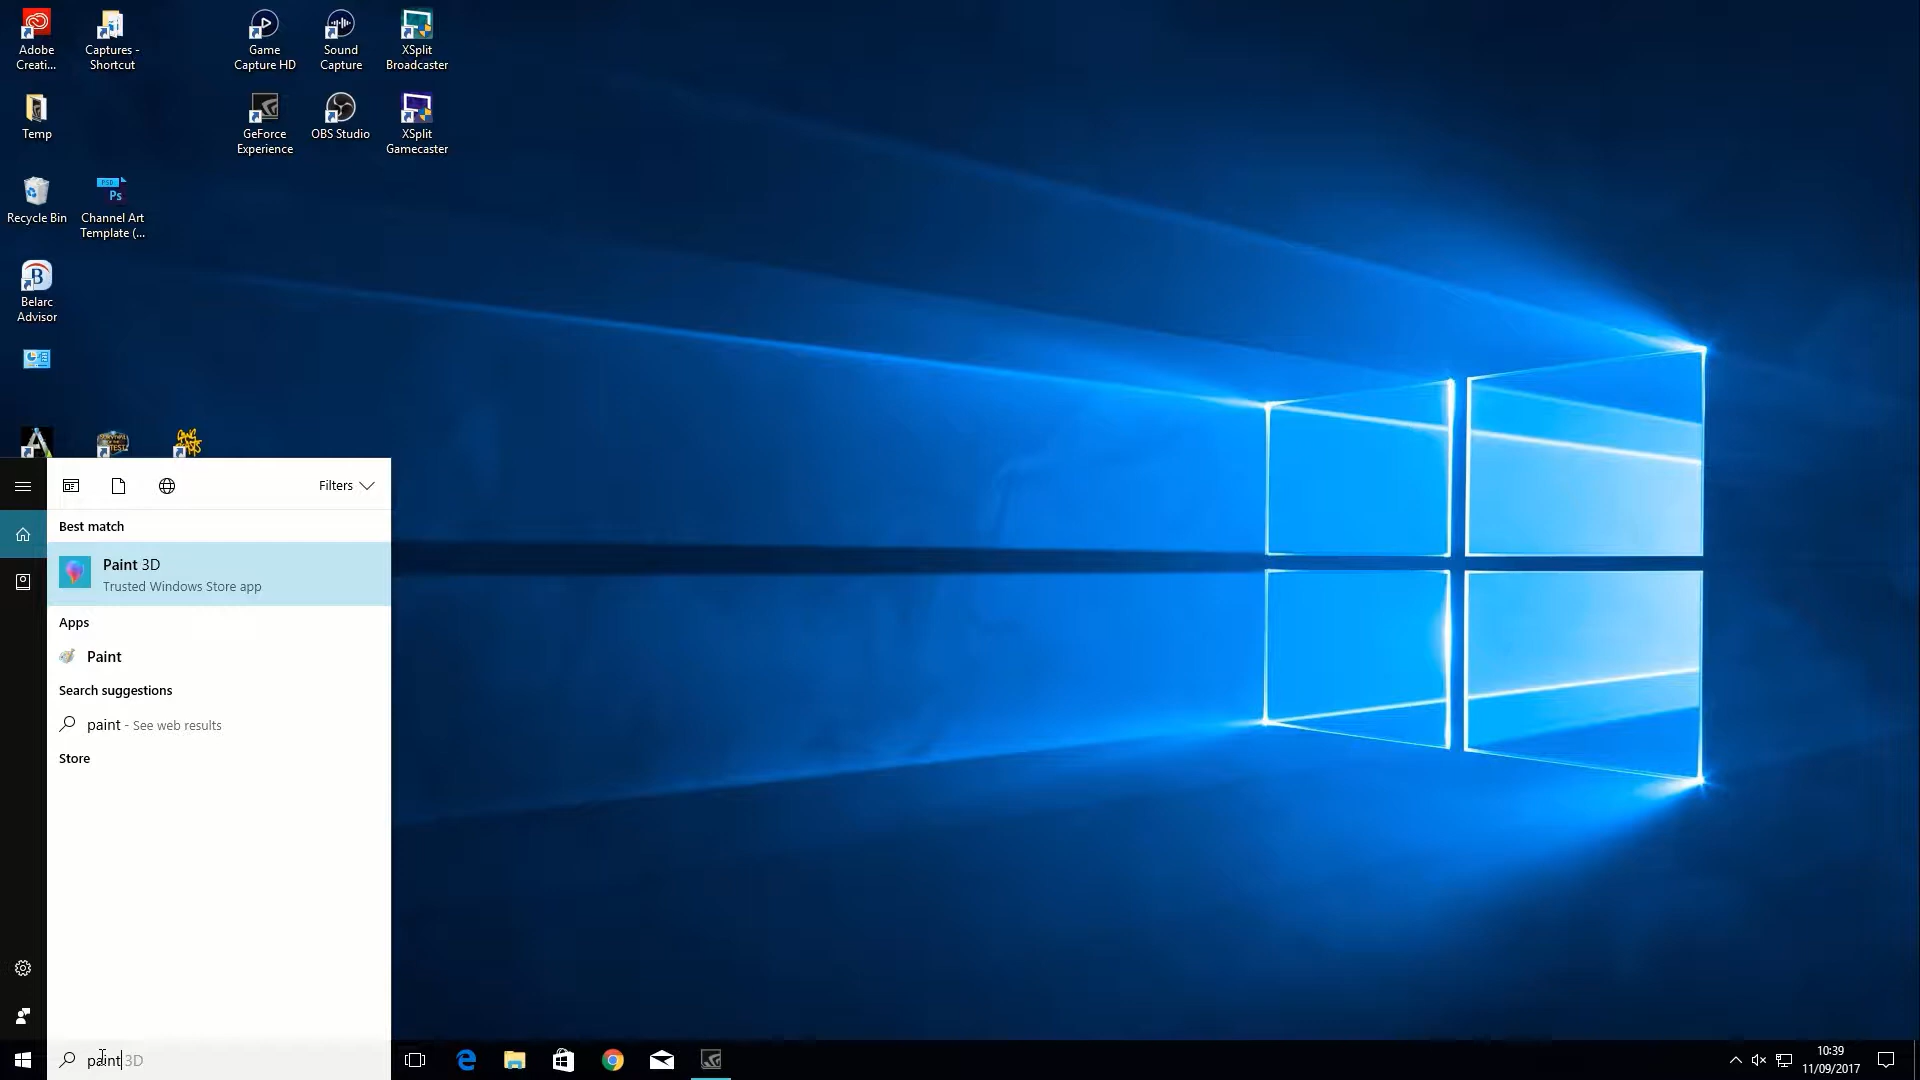 Adobe
Creati...
Captures -
Shortcut
Game
Capture HD
Sound
Capture
XSplit
Broadcaster
Temp
GeForce
Experience
OBS Studio
XSplit
Gamecaster
Recycle Bin
PSD
Ps
Channel Art
Template (...
B
Belarc
Advisor
Filters
Best match
Paint 3D
Trusted Windows Store app
Apps
Paint
Search suggestions
paint - See web results
Store
paint 3D
10:39
11/09/2017